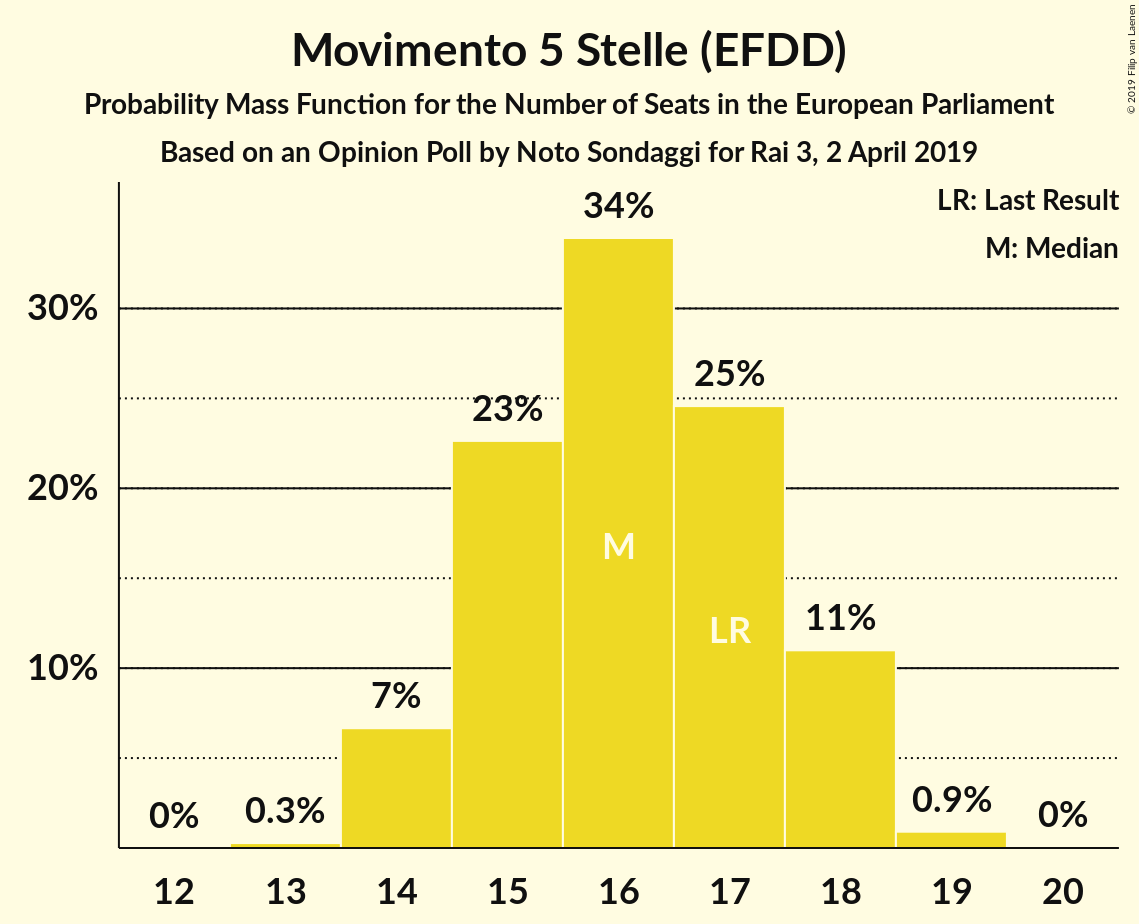 Movimento 5 Stelle (EFDD)
Probability Mass Function for the Number of Seats in the European Parliament
Based on an Opinion Poll by Noto Sondaggi for Rai 3, 2 April 2019
© 2019 Filip van Laenen
LR: Last Result
M: Median
34%
30%
25%
23%
20%
M
LR
11%
10%
7%
0%
0.3%
0.9%
0%
12 13 14 15 16 17 18 19 20